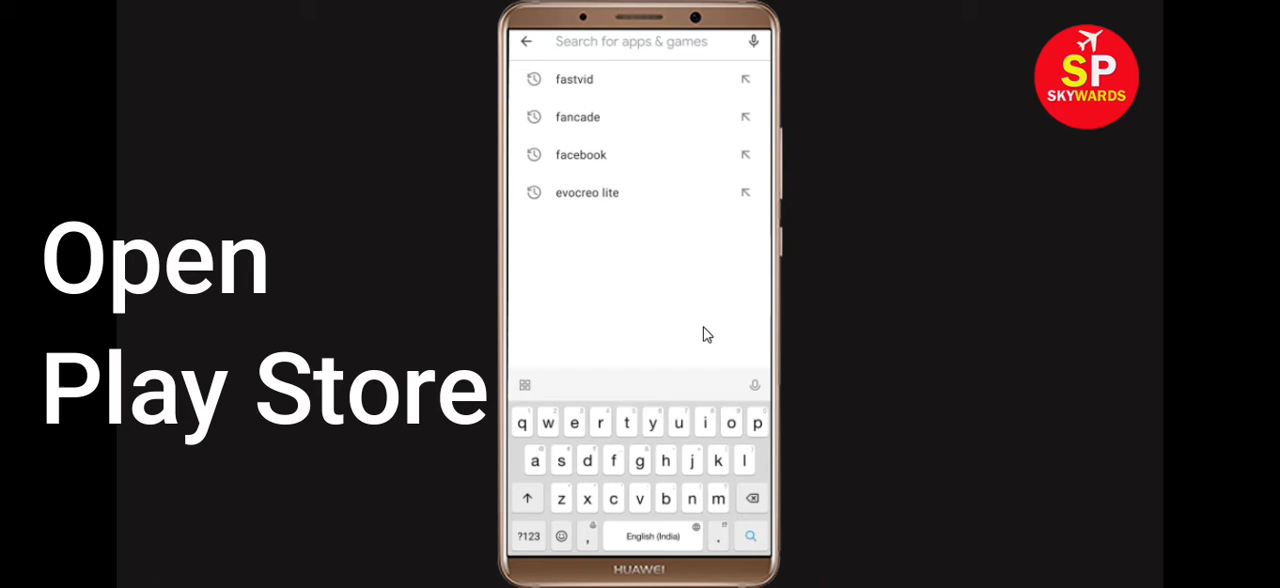 Search for apps & games
SP
SKYWARDS
fastvid
fancade
facebook
evocreo lite
Open
Play Store
q w e r t y u i o p
a s d f g h j k l
z x c v b n m
?123 , English (India) .
HUAWEI